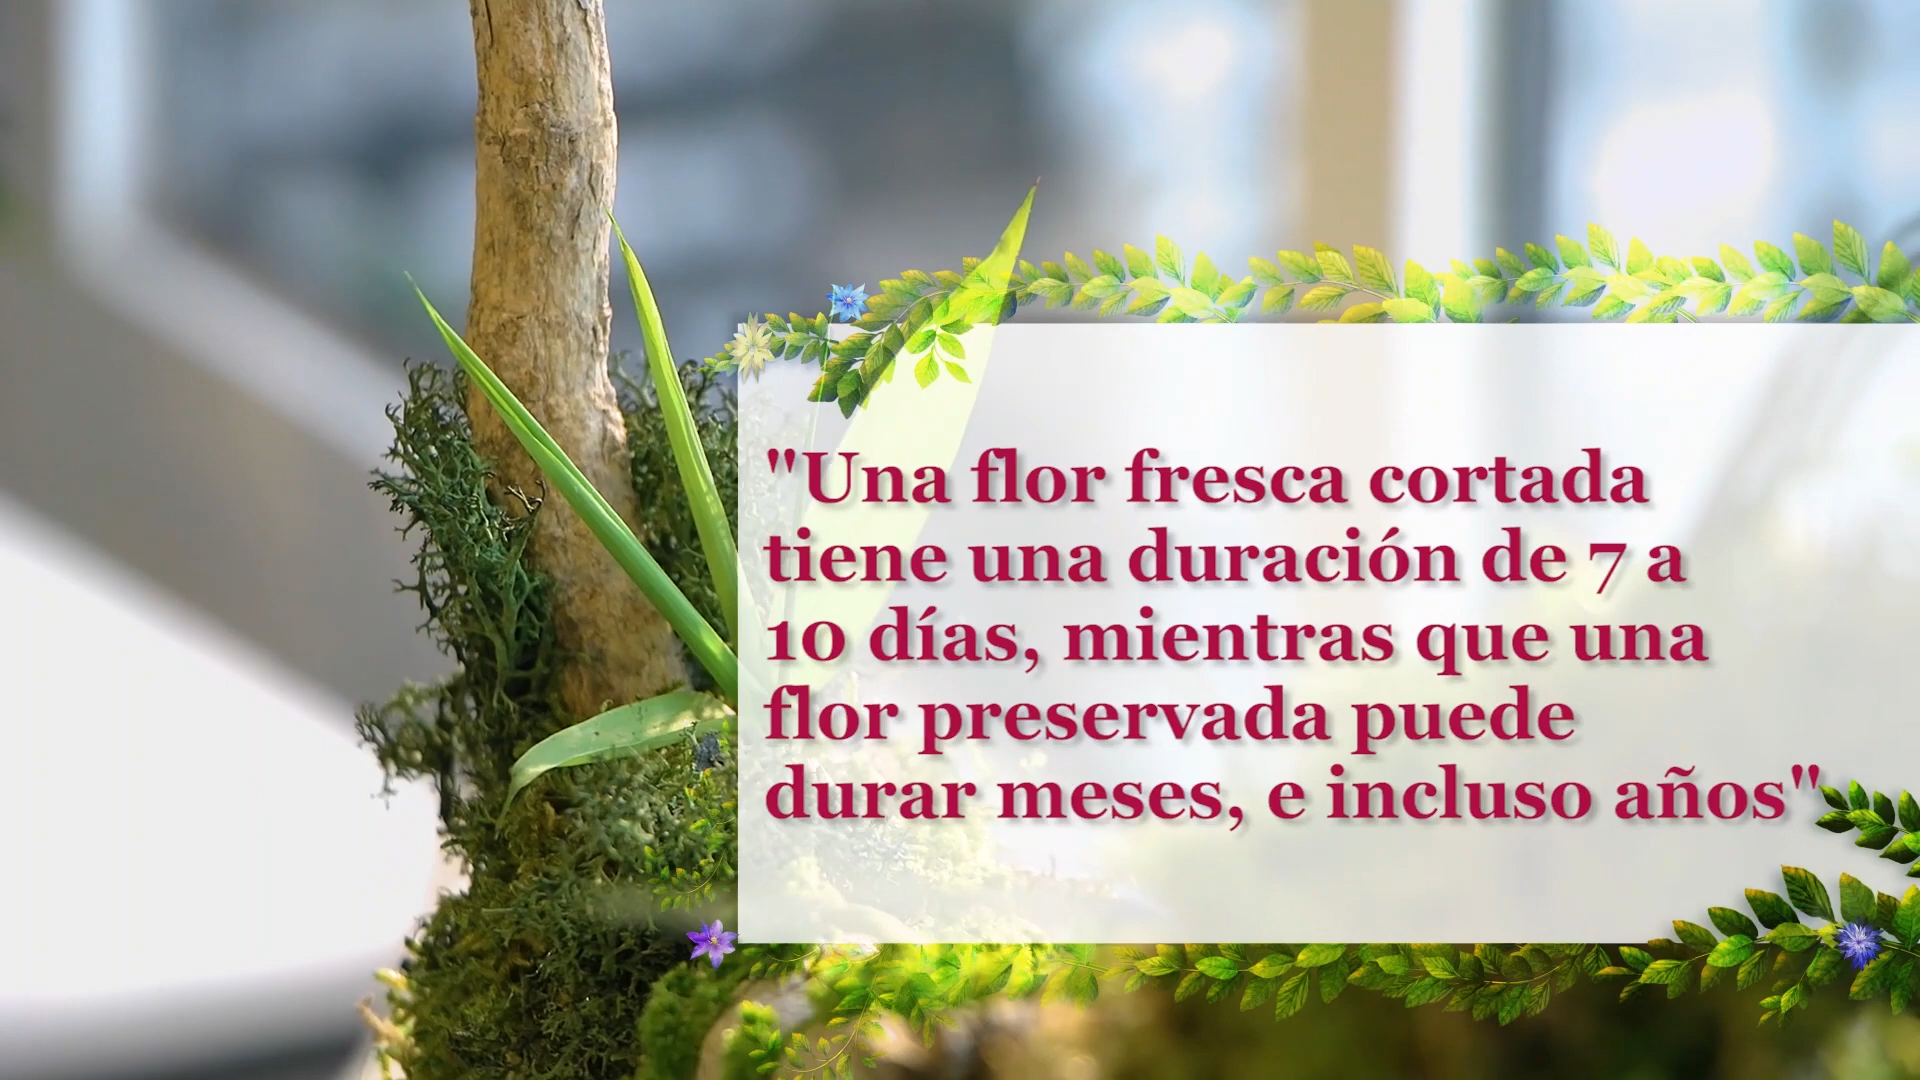 "Una flor fresca cortada
tiene una duración de 7 a
10 días, mientras que una
flor preservada puede
durar meses, e incluso años"